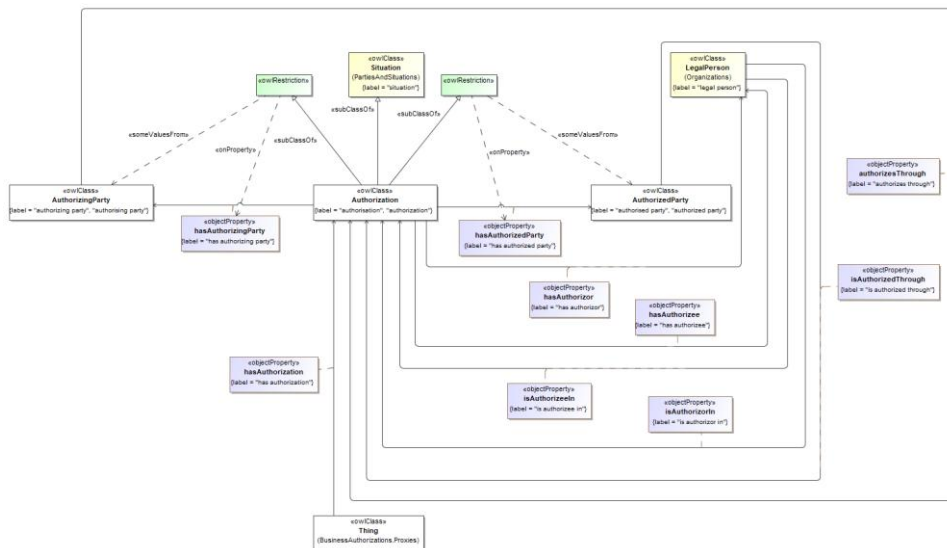 «owlClass»
Situation
(PartiesAndSituations)
[label = "situation"]
«owlClass»
LegalPerson
(Organizations)
[label = "legal person"]
«owlRestriction»
«owlRestriction»
«subClassOf»
«subClassOf»
«someValuesFrom»
«subClassOf»
«someValuesFrom»
«onProperty»
«onProperty»
«objectProperty»
authorizesThrough
[label = "authorizes through"]
«owlClass»
AuthorizingParty
[label = "authorizing party", "authorising party"]
«owlClass»
Authorization
[label = "authorisation", "authorization"]
«owlClass»
AuthorizedParty
[label = "authorised party", "authorized party"]
«objectProperty»
hasAuthorizingParty
[label = "has authorizing party"]
«objectProperty»
hasAuthorizedParty
[label = "has authorized party"]
«objectProperty»
isAuthorizedThrough
[label = "is authorized through"]
«objectProperty»
hasAuthorizor
[label = "has authorizor"]
«objectProperty»
hasAuthorizee
[label = "has authorizee"]
«objectProperty»
hasAuthorization
[label = "has authorization"]
«objectProperty»
isAuthorizeeIn
[label = "is authorizee in"]
«objectProperty»
isAuthorizorIn
[label = "is authorizor in"]
«owlClass»
Thing
(BusinessAuthorizations.Proxies)